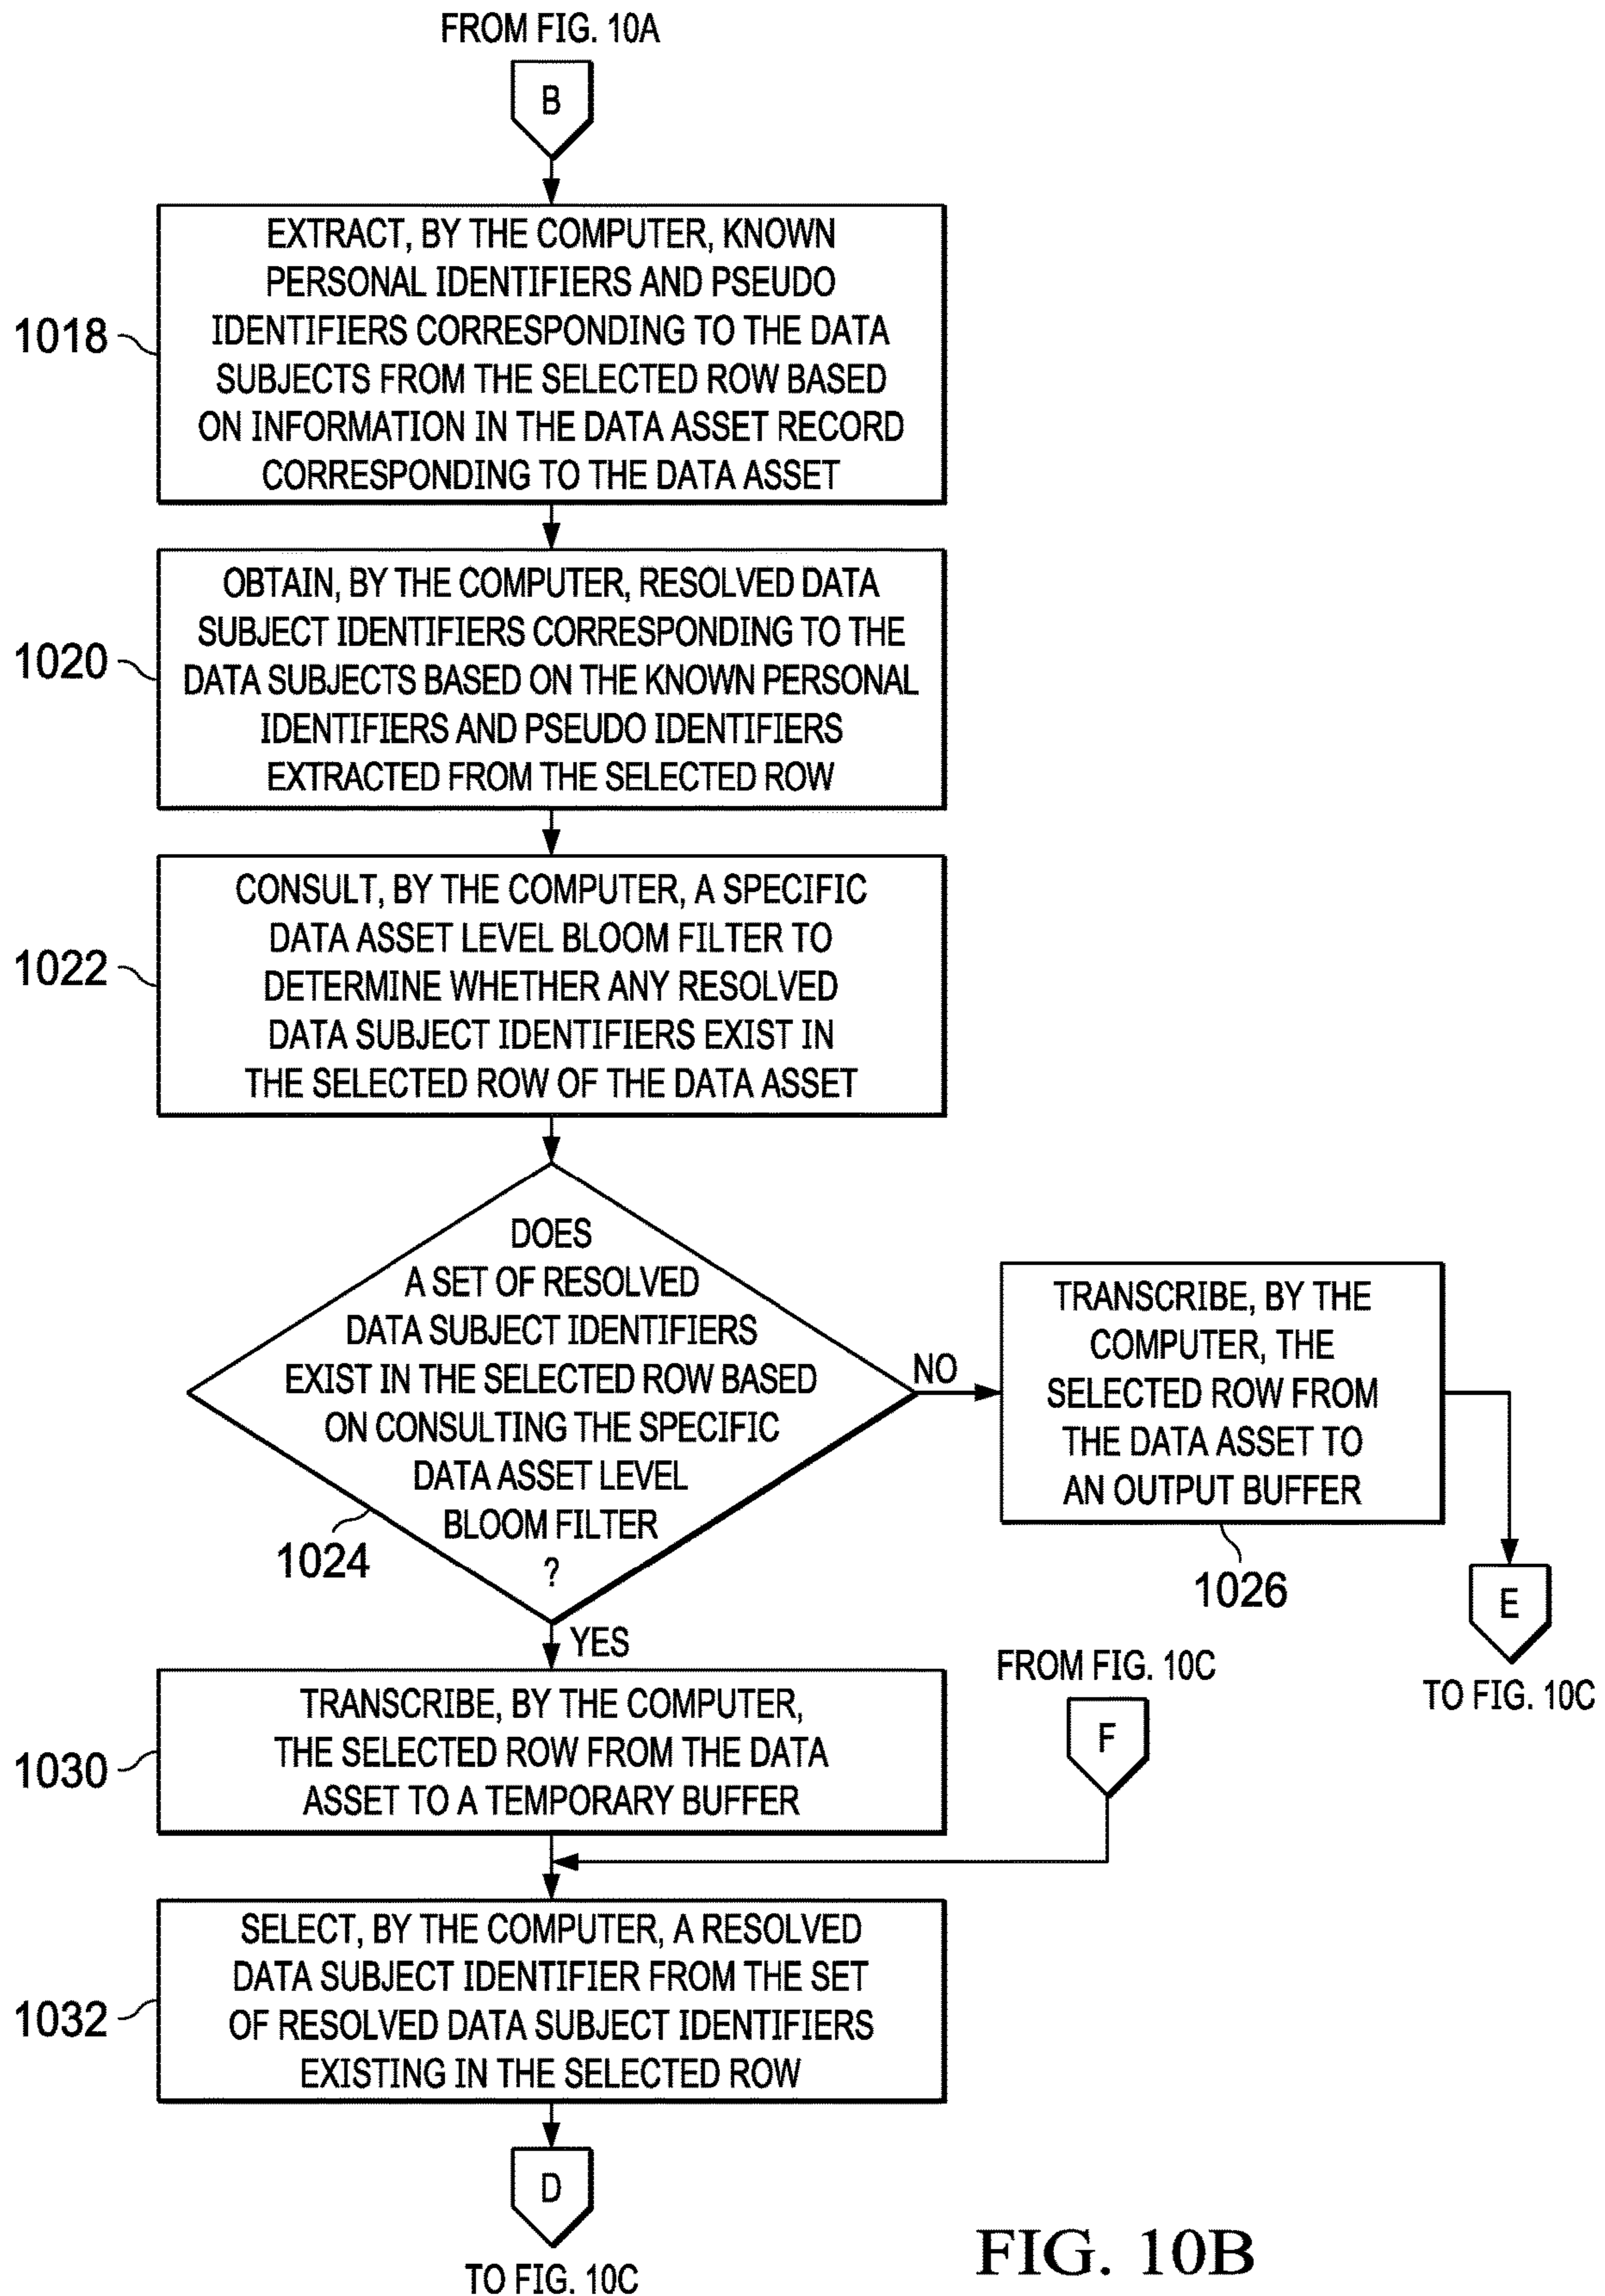 FROM FIG. 10A
B
1018
EXTRACT, BY THE COMPUTER, KNOWN
PERSONAL IDENTIFIERS AND PSEUDO
IDENTIFIERS CORRESPONDING TO THE DATA
SUBJECTS FROM THE SELECTED ROW BASED
ON INFORMATION IN THE DATA ASSET RECORD
CORRESPONDING TO THE DATA ASSET
1020
OBTAIN, BY THE COMPUTER, RESOLVED DATA
SUBJECT IDENTIFIERS CORRESPONDING TO THE
DATA SUBJECTS BASED ON THE KNOWN PERSONAL
IDENTIFIERS AND PSEUDO IDENTIFIERS
EXTRACTED FROM THE SELECTED ROW
1022
CONSULT, BY THE COMPUTER, A SPECIFIC
DATA ASSET LEVEL BLOOM FILTER TO
DETERMINE WHETHER ANY RESOLVED
DATA SUBJECT IDENTIFIERS EXIST IN
THE SELECTED ROW OF THE DATA ASSET
DOES
A SET OF RESOLVED
DATA SUBJECT IDENTIFIERS
EXIST IN THE SELECTED ROW BASED
ON CONSULTING THE SPECIFIC
DATA ASSET LEVEL
BLOOM FILTER
?
1024
NO
TRANSCRIBE, BY THE
COMPUTER, THE
SELECTED ROW FROM
THE DATA ASSET TO
AN OUTPUT BUFFER
1026
E
TO FIG. 10C
YES
1030
TRANSCRIBE, BY THE COMPUTER,
THE SELECTED ROW FROM THE DATA
ASSET TO A TEMPORARY BUFFER
FROM FIG. 10C
F
1032
SELECT, BY THE COMPUTER, A RESOLVED
DATA SUBJECT IDENTIFIER FROM THE SET
OF RESOLVED DATA SUBJECT IDENTIFIERS
EXISTING IN THE SELECTED ROW
D
TO FIG. 10C
FIG. 10B